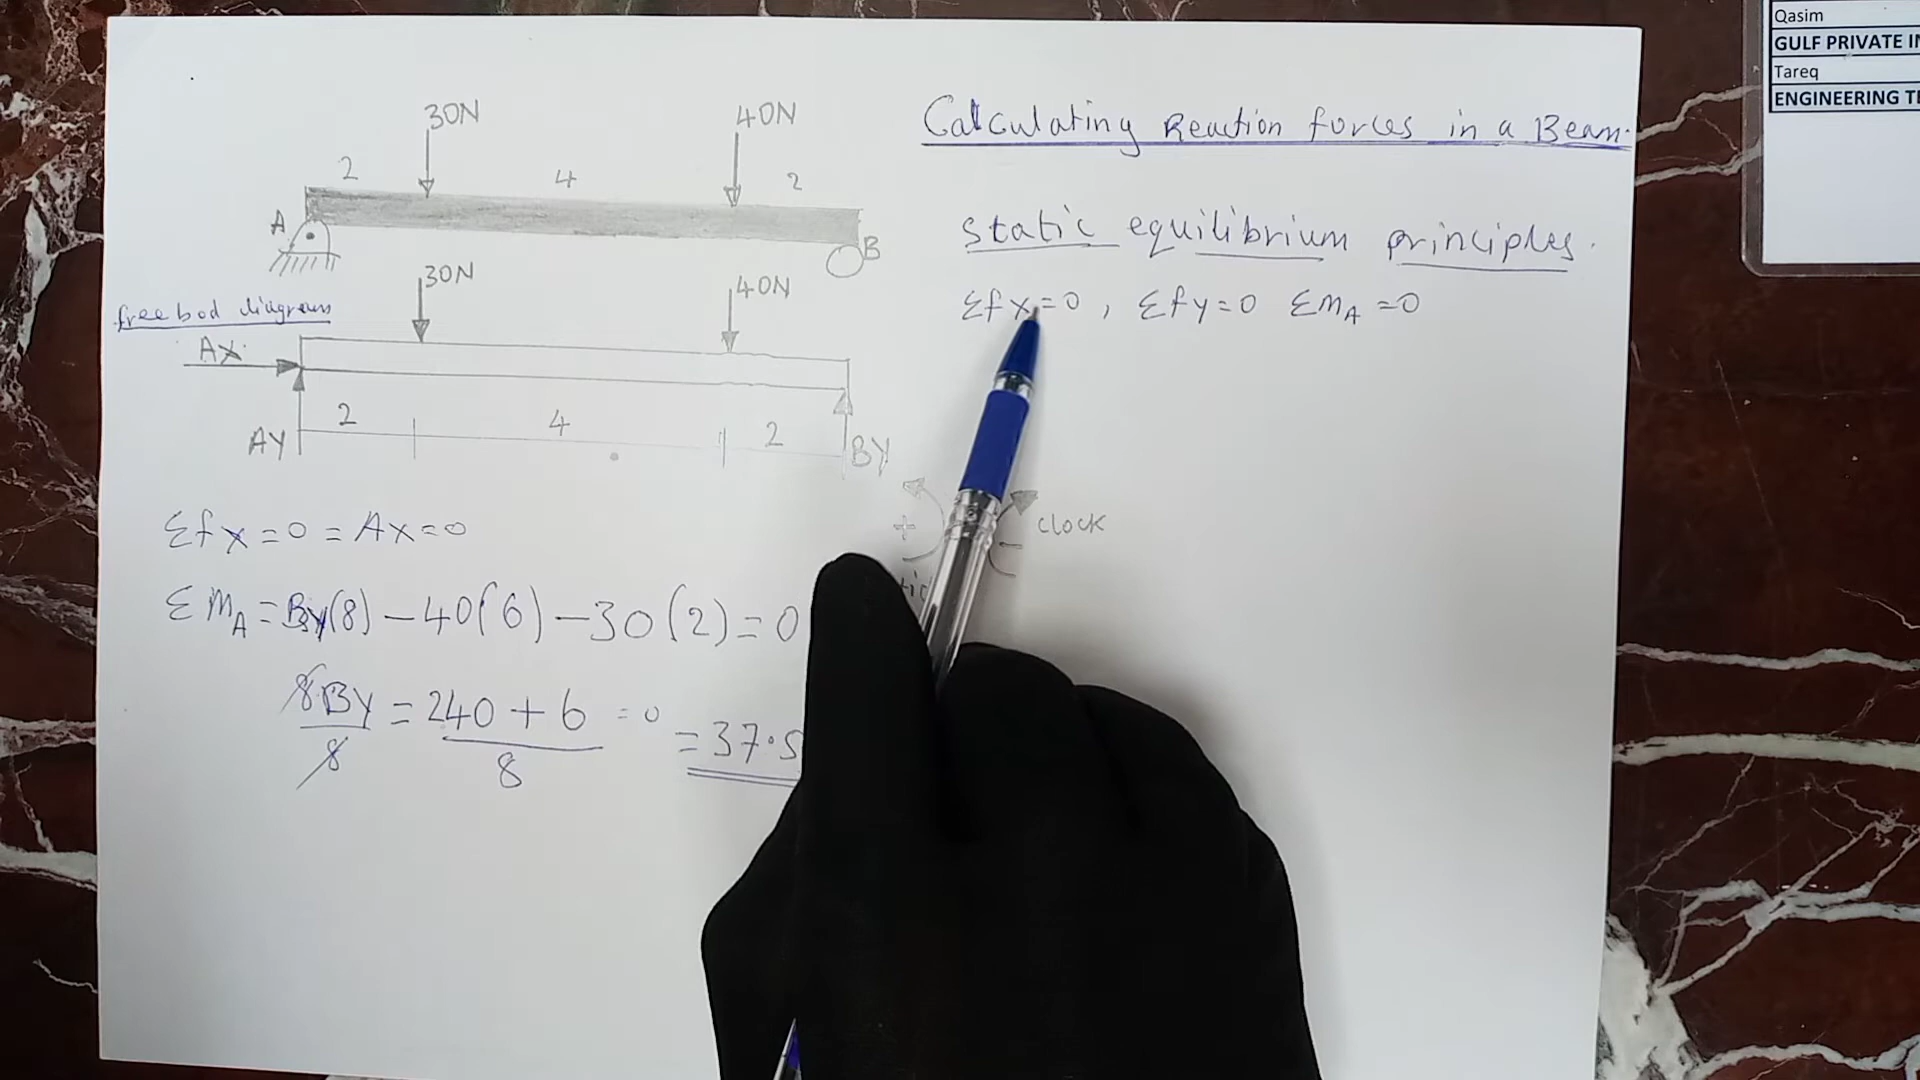 Qasim
GULF PRIVATE
Tareq
ENGINEERING
Calculating Reaction forces in a Beam.
30N
40N
2
4
2
A
B
static equilibrium principles.
Σfx=0, Σfy=0 ΣmA=0
free bod diagram
30N
40N
AX
2
4
2
AY
BY
+
-
clock
Σfx=0=Ax=0
ΣMA=By(8)-40(6)-30(2)=0
8BY = 240+6 =0
8
8
=37.5